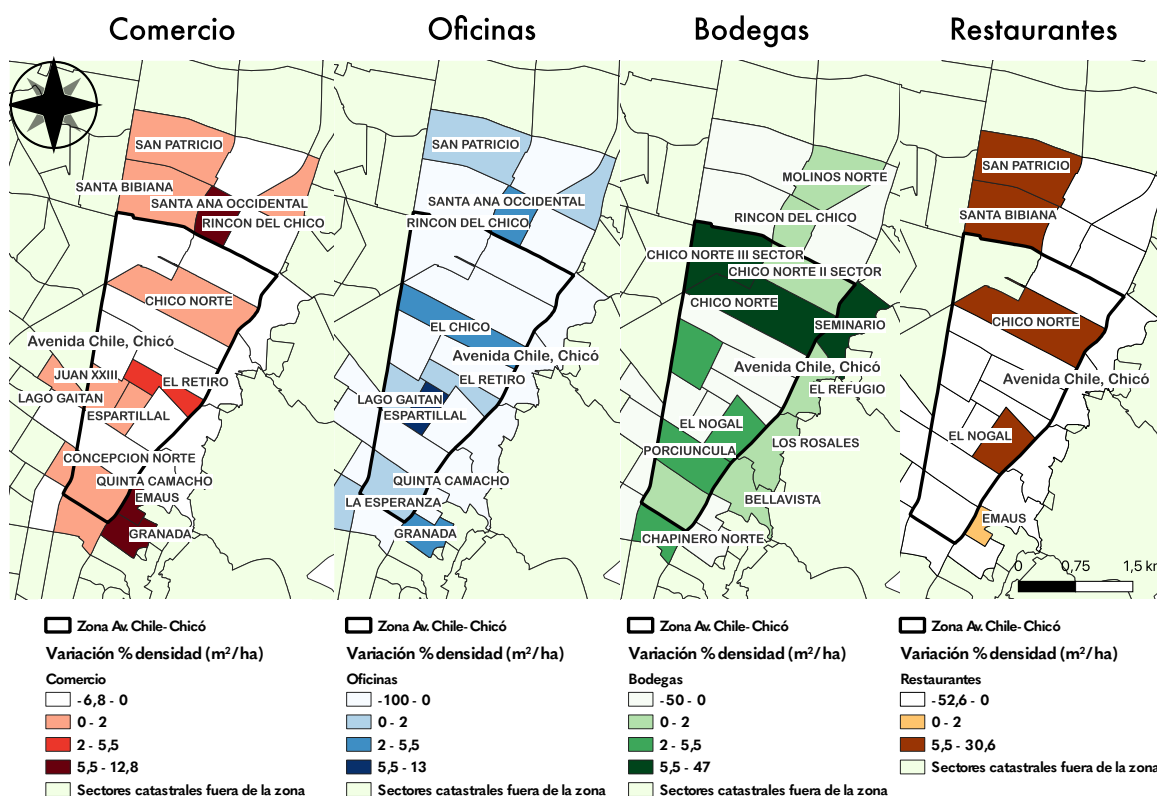 Comercio
Oficinas
Bodegas
Restaurantes
SAN PATRICIO
SANTA BIBIANA
SANTA ANA OCCIDENTAL
RINCON DEL CHICO
CHICO NORTE
Avenida Chile, Chicó
JUAN XXIII
EL RETIRO
LAGO GAITAN
ESPARTILLAL
CONCEPCION NORTE
QUINTA CAMACHO
EMAUS
GRANADA
SAN PATRICIO
SANTA ANA OCCIDENTAL
RINCON DEL CHICO
EL CHICO
Avenida Chile, Chicó
EL RETIRO
LAGO GAITAN
ESPARTILLAL
QUINTA CAMACHO
LA ESPERANZA
GRANADA
MOLINOS NORTE
RINCON DEL CHICO
CHICO NORTE III SECTOR
CHICO NORTE II SECTOR
CHICO NORTE
SEMINARIO
Avenida Chile, Chicó
EL REFUGIO
EL NOGAL
LOS ROSALES
PORCIUNCULA
BELLAVISTA
CHAPINERO NORTE
SAN PATRICIO
SANTA BIBIANA
CHICO NORTE
Avenida Chile, Chicó
EL NOGAL
EMAUS
0 0,75 1,5 km
Zona Av. Chile- Chicó
Variación % densidad (m²/ha)
Comercio
-6,8 - 0
0 - 2
2 - 5,5
5,5 - 12,8
Sectores catastrales fuera de la zona
Zona Av. Chile- Chicó
Variación % densidad (m²/ha)
Oficinas
-100 - 0
0 - 2
2 - 5,5
5,5 - 13
Sectores catastrales fuera de la zona
Zona Av. Chile- Chicó
Variación % densidad (m²/ha)
Bodegas
-50 - 0
0 - 2
2 - 5,5
5,5 - 47
Sectores catastrales fuera de la zona
Zona Av. Chile- Chicó
Variación % densidad (m²/ha)
Restaurantes
-52,6 - 0
0 - 2
5,5 - 30,6
Sectores catastrales fuera de la zona